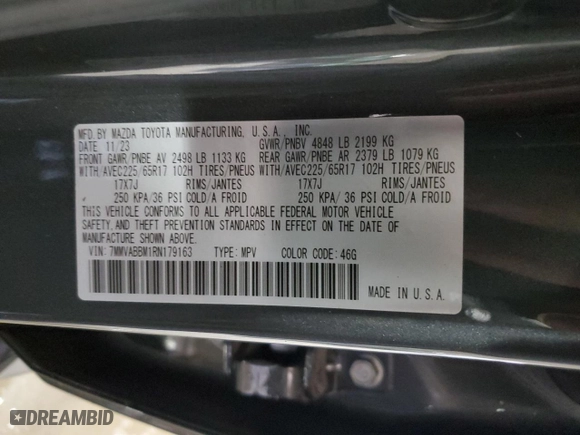 MFD. BY MAZDA TOYOTA MANUFACTURING, U.S.A., INC.
DATE 11/23 GVWR/PNBV 4848 LB 2199 KG
FRONT GAWR/PNBE AV 2498 LB 1133 KG REAR GAWR/PNBE AR 2379 LB 1079 KG
WITH/AVEC225/65R17 102H TIRES/PNEUS WITH/AVEC225/65R17 102H TIRES/PNEUS
17X7J RIMS/JANTES 17X7J RIMS/JANTES
250 KPA/36 PSI COLD/A FROID 250 KPA/36 PSI COLD/A FROID
THIS VEHICLE CONFORMS TO ALL APPLICABLE FEDERAL MOTOR VEHICLE
SAFETY, AND THEFT PREVENTION STANDARDS IN EFFECT ON THE DATE OF
MANUFACTURE SHOWN ABOVE.
VIN: 7MMVABBM1RN179163 TYPE: MPV COLOR CODE: 46G
MADE IN U.S.A.
DREAMBID